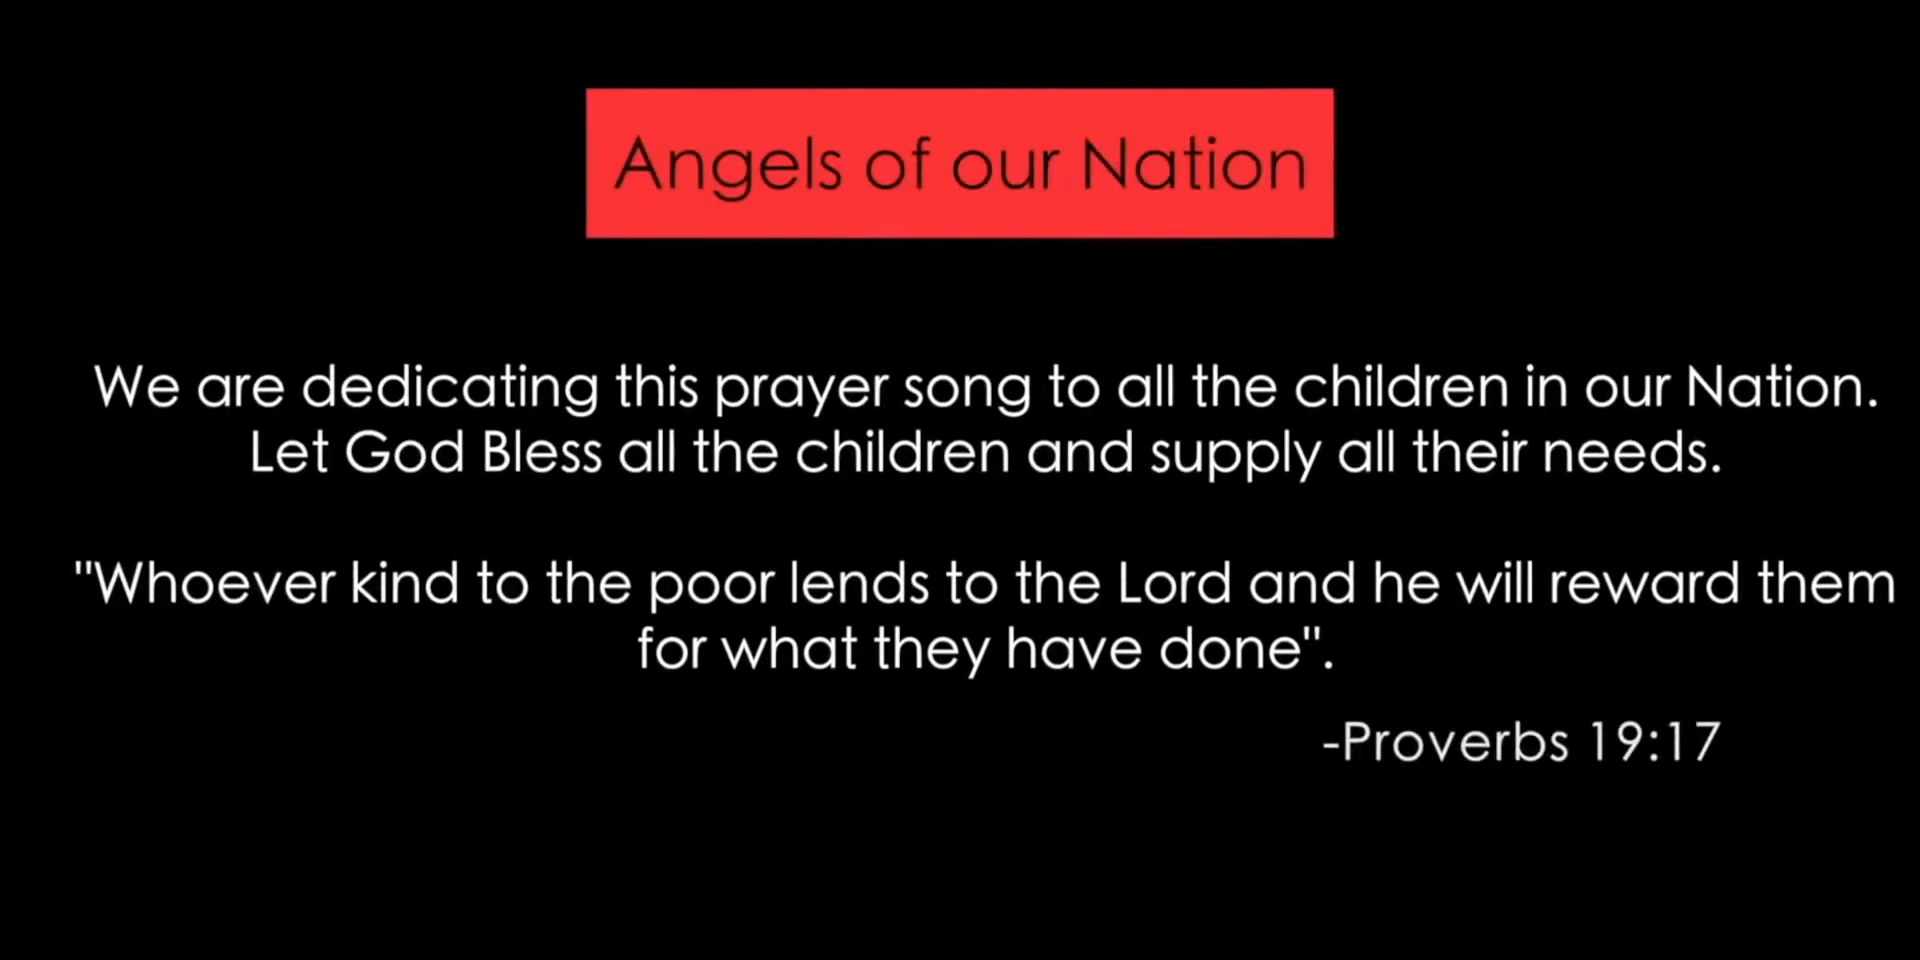 Angels of our Nation
We are dedicating this prayer song to all the children in our Nation.
Let God Bless all the children and supply all their needs.
"Whoever kind to the poor lends to the Lord and he will reward them
for what they have done".
-Proverbs 19:17